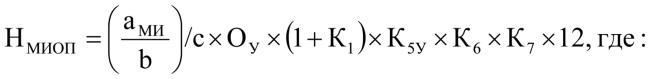 Н_МИОП = (а_МИ / b) / с × О_У × (1 + К_1) × К_5У × К_6 × К_7 × 12, где :